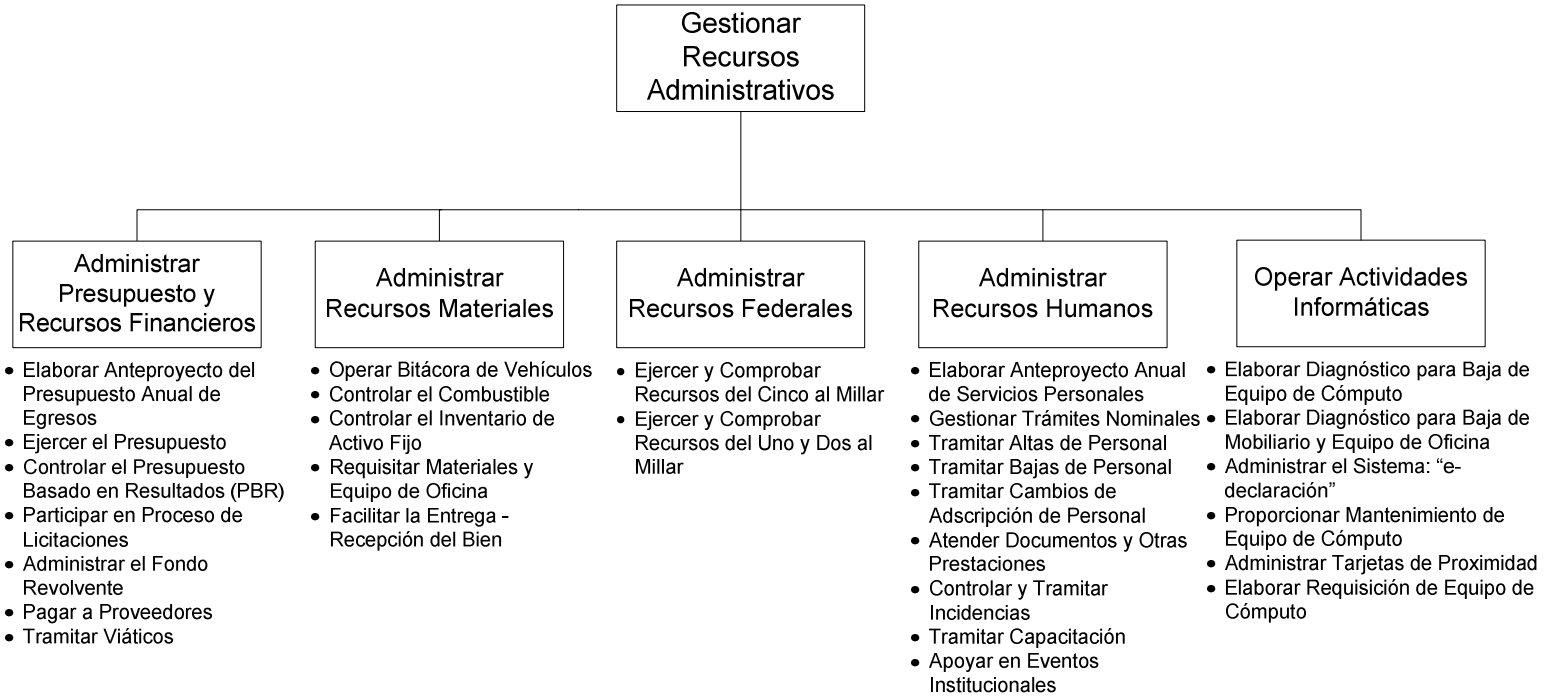 Gestionar
Recursos
Administrativos
Administrar
Presupuesto y
Recursos Financieros
• Elaborar Anteproyecto del
Presupuesto Anual de
Egresos
• Ejercer el Presupuesto
• Controlar el Presupuesto
Basado en Resultados (PBR)
• Participar en Proceso de
Licitaciones
• Administrar el Fondo
Revolvente
• Pagar a Proveedores
• Tramitar Viáticos
Administrar
Recursos Materiales
• Operar Bitácora de Vehículos
• Controlar el Combustible
• Controlar el Inventario de
Activo Fijo
• Requisitar Materiales y
Equipo de Oficina
• Facilitar la Entrega -
Recepción del Bien
Administrar
Recursos Federales
• Ejercer y Comprobar
Recursos del Cinco al Millar
• Ejercer y Comprobar
Recursos del Uno y Dos al
Millar
Administrar
Recursos Humanos
• Elaborar Anteproyecto Anual
de Servicios Personales
• Gestionar Trámites Nominales
• Tramitar Altas de Personal
• Tramitar Bajas de Personal
• Tramitar Cambios de
Adscripción de Personal
• Atender Documentos y Otras
Prestaciones
• Controlar y Tramitar
Incidencias
• Tramitar Capacitación
• Apoyar en Eventos
Institucionales
Operar Actividades
Informáticas
• Elaborar Diagnóstico para Baja de
Equipo de Cómputo
• Elaborar Diagnóstico para Baja de
Mobiliario y Equipo de Oficina
• Administrar el Sistema: “e-
declaración”
• Proporcionar Mantenimiento de
Equipo de Cómputo
• Administrar Tarjetas de Proximidad
• Elaborar Requisición de Equipo de
Cómputo